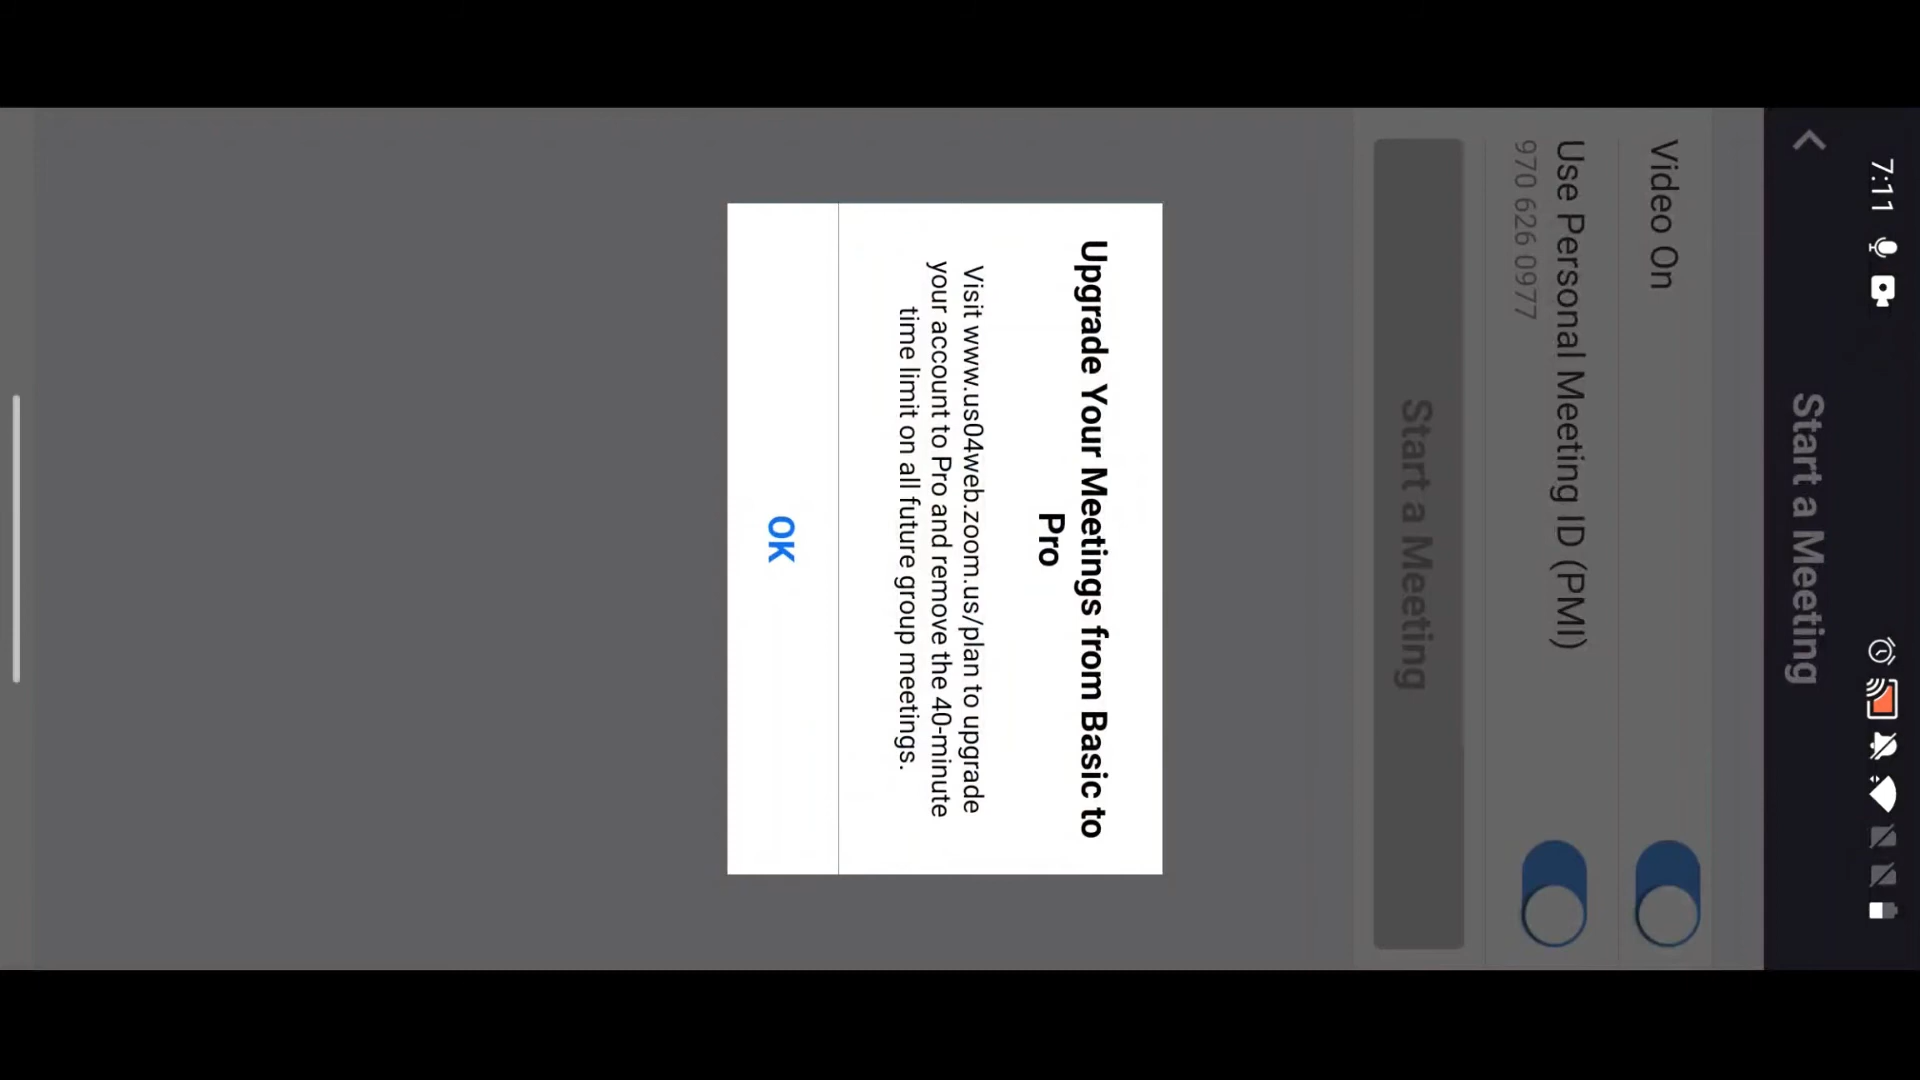 7:11
Start a Meeting
Video On
Use Personal Meeting ID (PMI)
970 626 0977
Start a Meeting
Upgrade Your Meetings from Basic to
Pro
Visit www.us04web.zoom.us/plan to upgrade
your account to Pro and remove the 40-minute
time limit on all future group meetings.
OK